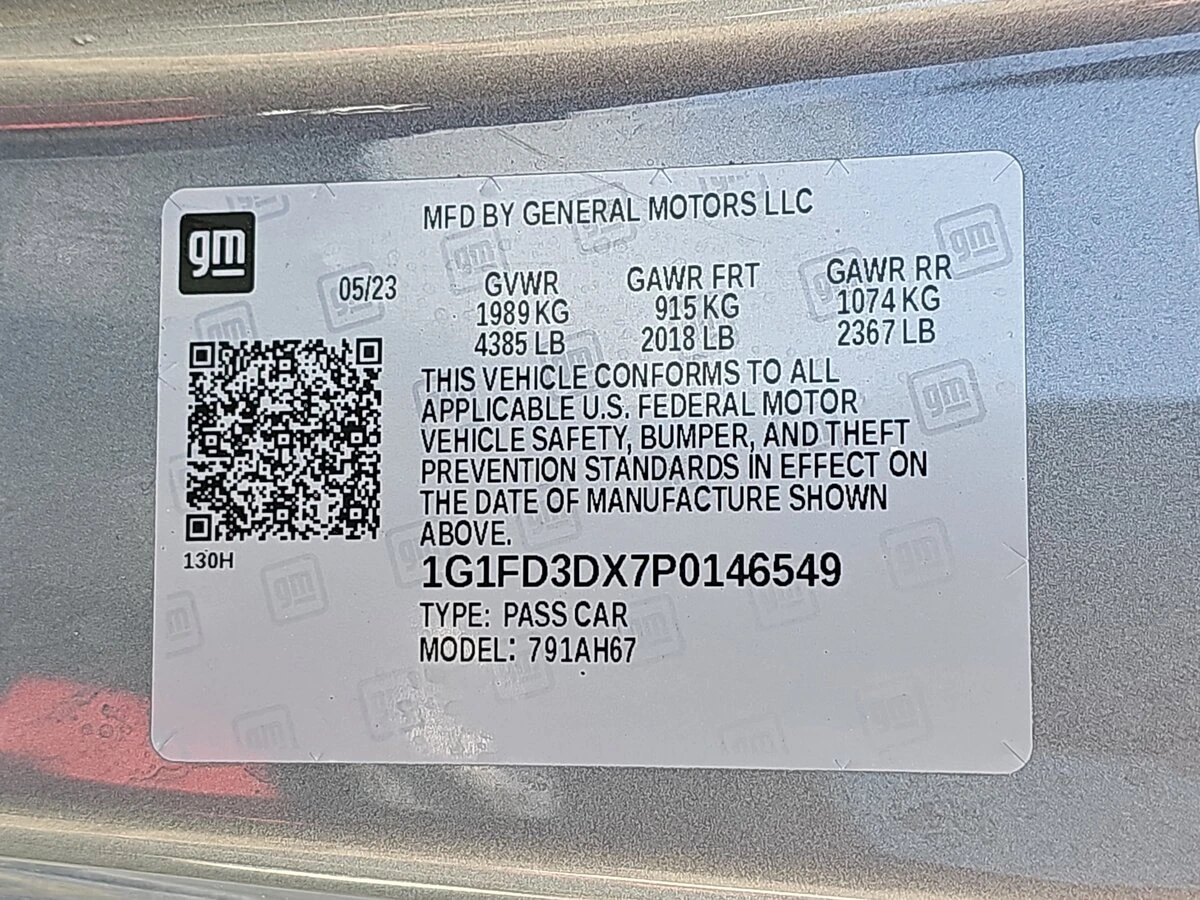 gm
MFD BY GENERAL MOTORS LLC
05/23
GVWR GAWR FRT GAWR RR
1989 KG 915 KG 1074 KG
4385 LB 2018 LB 2367 LB
THIS VEHICLE CONFORMS TO ALL
APPLICABLE U.S. FEDERAL MOTOR
VEHICLE SAFETY, BUMPER, AND THEFT
PREVENTION STANDARDS IN EFFECT ON
THE DATE OF MANUFACTURE SHOWN
ABOVE.
130H
1G1FD3DX7P0146549
TYPE: PASS CAR
MODEL: 791AH67